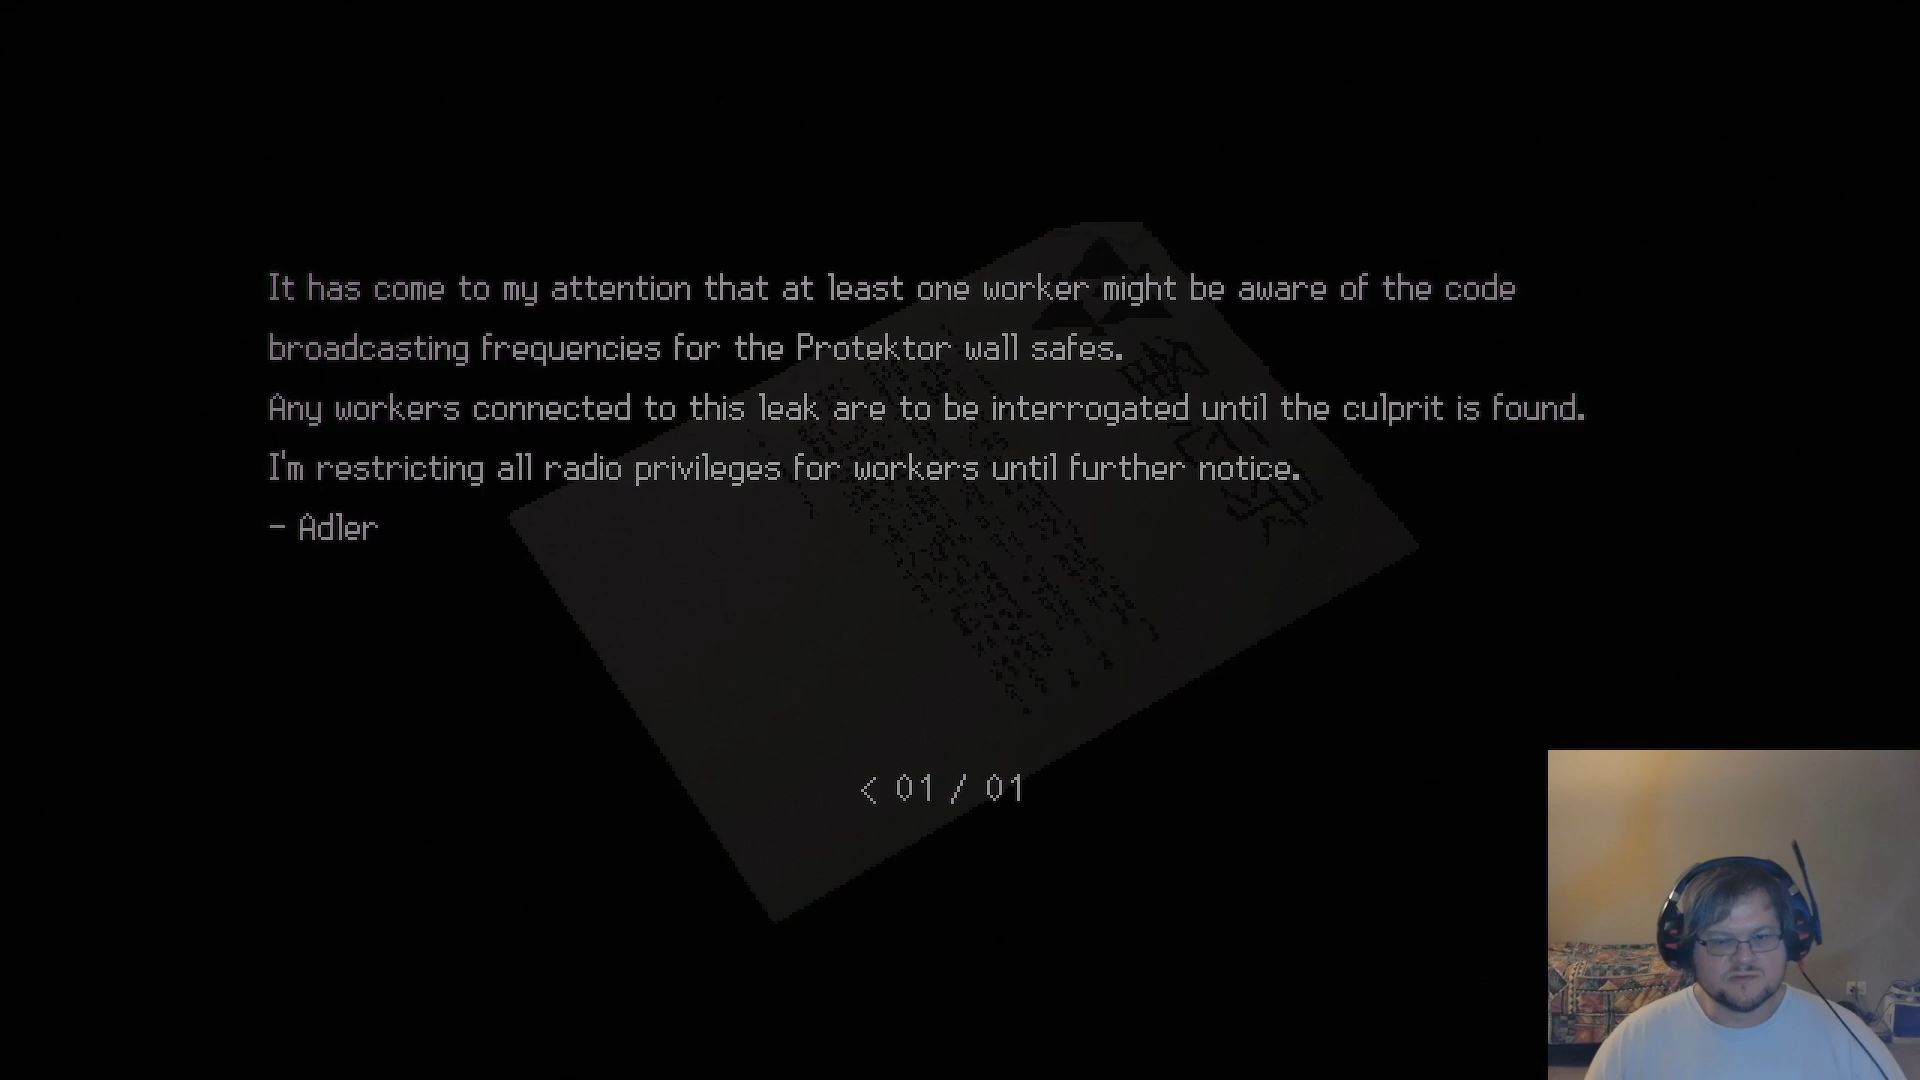 It has come to my attention that at least one worker might be aware of the code
broadcasting frequencies for the Protektor wall safes.
Any workers connected to this leak are to be interrogated until the culprit is found.
I'm restricting all radio privileges for workers until further notice.
- Adler
< 01 / 01